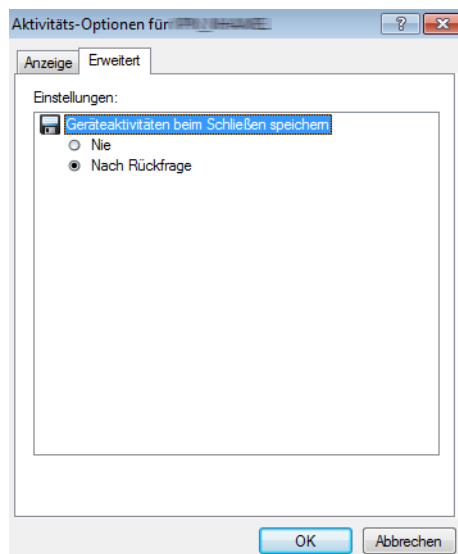 Aktivitäts-Optionen für
Anzeige
Erweitert
Einstellungen:
Geräteaktivitäten beim Schließen speichern
Nie
Nach Rückfrage
OK
Abbrechen